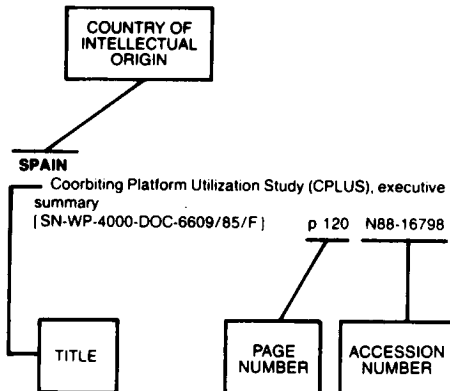 COUNTRY OF
INTELLECTUAL
ORIGIN
SPAIN
Coorbiting Platform Utilization Study (CPLUS), executive
summary
[SN-WP-4000-DOC-6609/85/F] p 120 N88-16798
TITLE
PAGE
NUMBER
ACCESSION
NUMBER